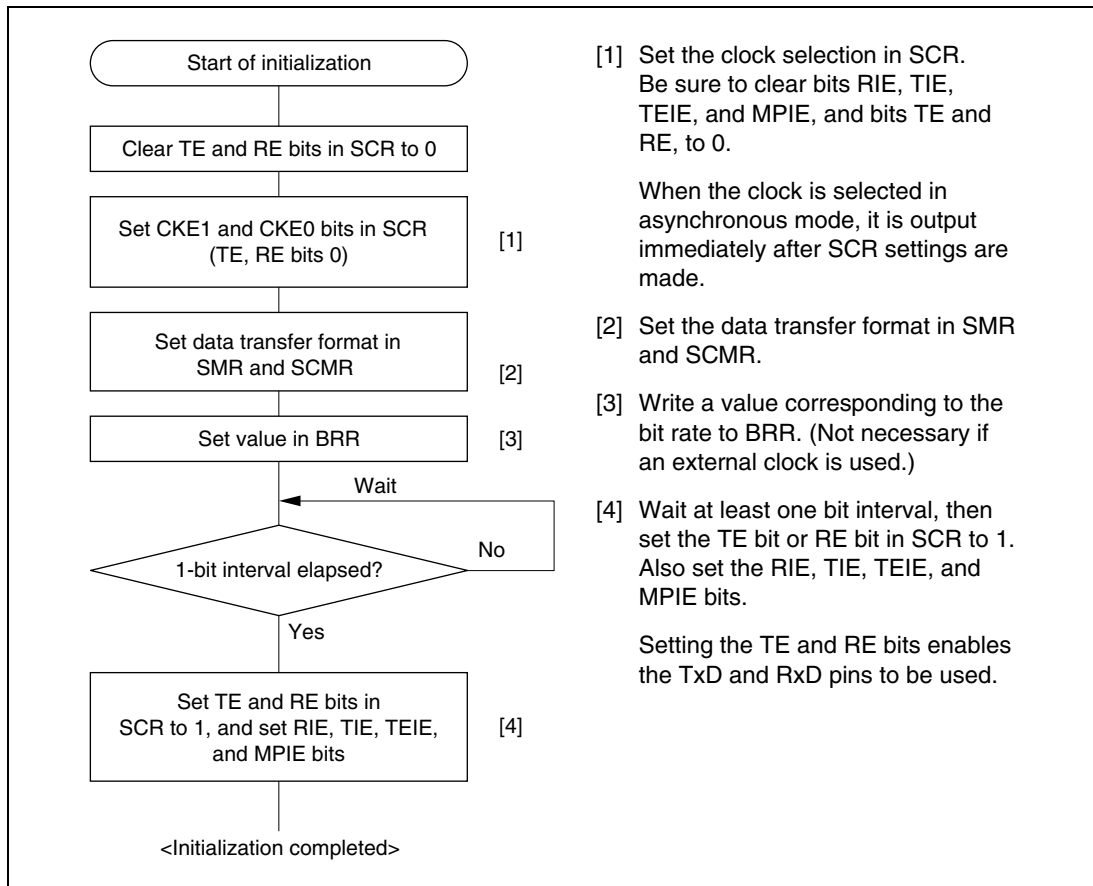 Start of initialization
Clear TE and RE bits in SCR to 0
Set CKE1 and CKE0 bits in SCR
(TE, RE bits 0)
[1]
Set data transfer format in
SMR and SCMR
[2]
Set value in BRR
[3]
Wait
1-bit interval elapsed?
No
Yes
Set TE and RE bits in
SCR to 1, and set RIE, TIE, TEIE,
and MPIE bits
[4]
<Initialization completed>
[1] Set the clock selection in SCR.
Be sure to clear bits RIE, TIE,
TEIE, and MPIE, and bits TE and
RE, to 0.
When the clock is selected in
asynchronous mode, it is output
immediately after SCR settings are
made.
[2] Set the data transfer format in SMR
and SCMR.
[3] Write a value corresponding to the
bit rate to BRR. (Not necessary if
an external clock is used.)
[4] Wait at least one bit interval, then
set the TE bit or RE bit in SCR to 1.
Also set the RIE, TIE, TEIE, and
MPIE bits.
Setting the TE and RE bits enables
the TxD and RxD pins to be used.